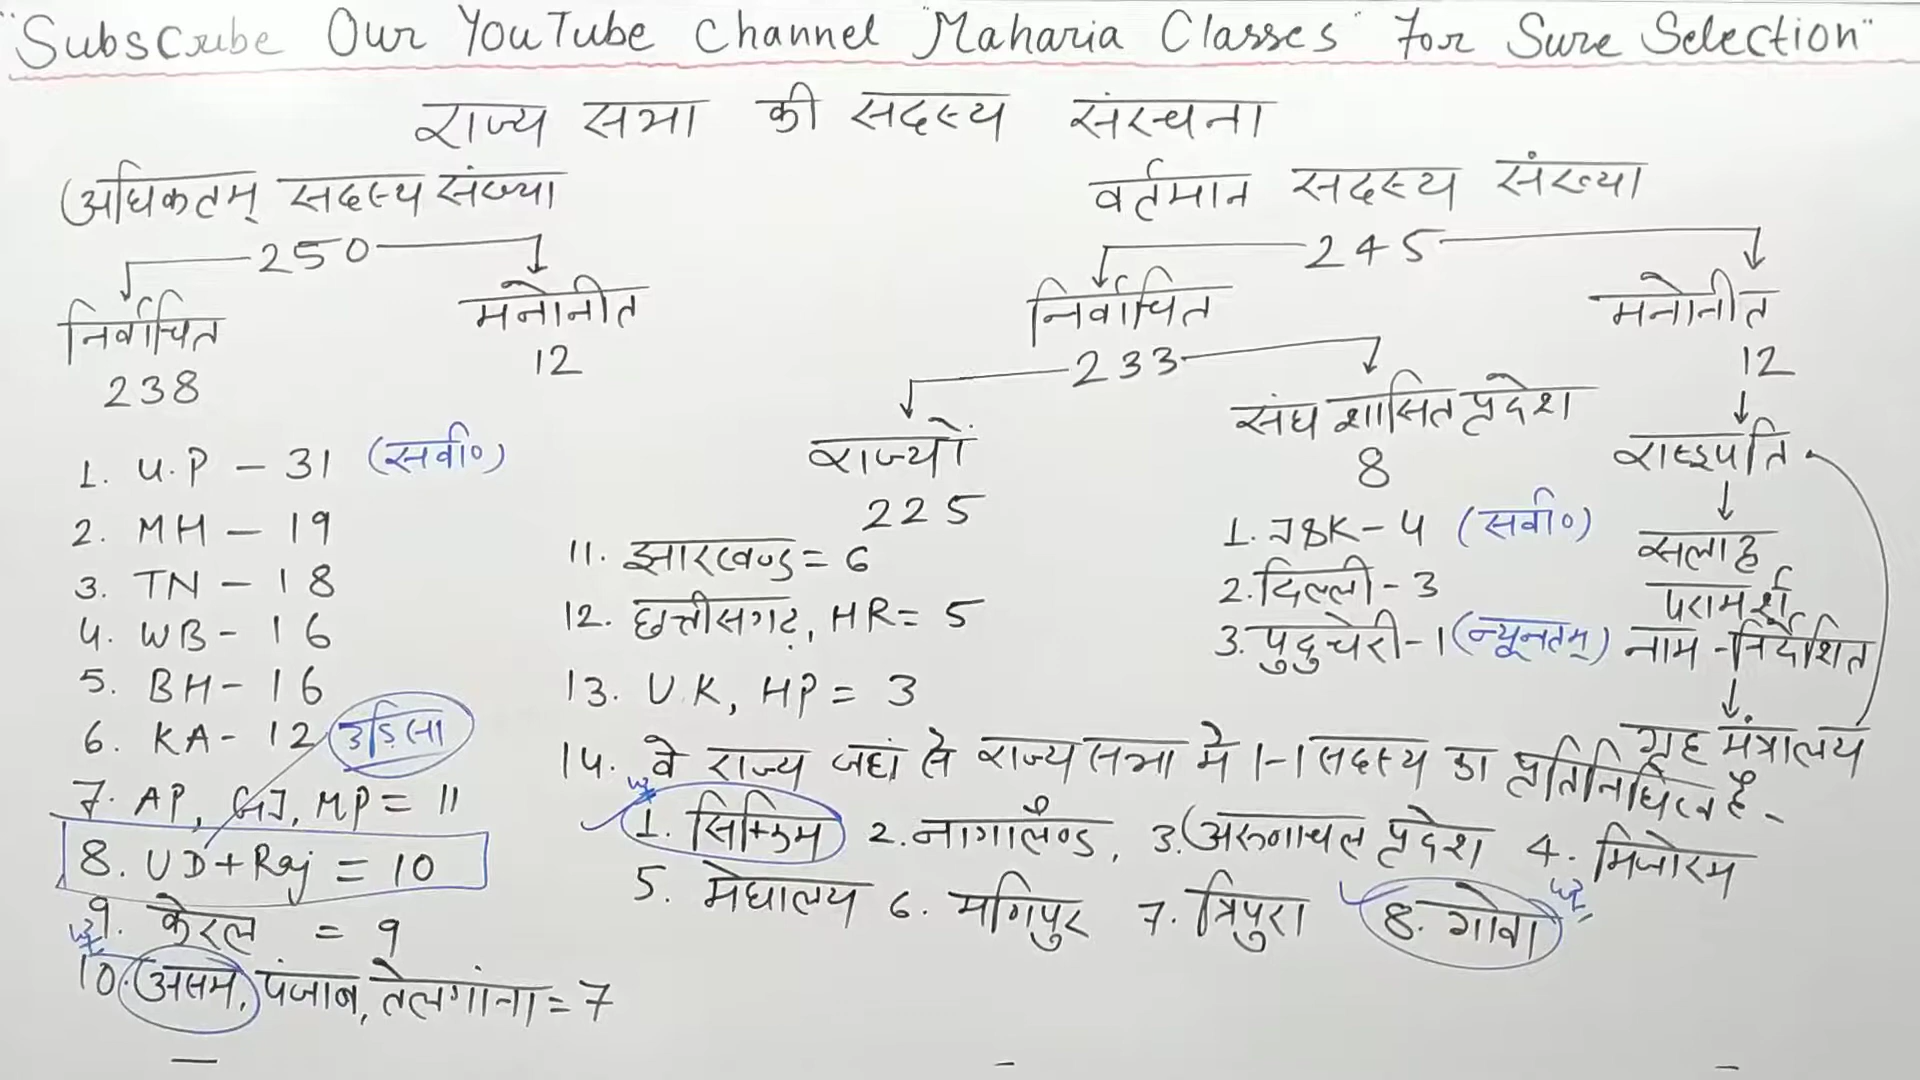 "Subscribe Our YouTube Channel "Maharia Classes" For Sure Selection"
राज्य सभा की सदस्य संरचना
अधिकतम् सदस्य संख्या
250
निर्वाचित
238
मनोनीत
12
वर्तमान सदस्य संख्या
245
निर्वाचित
233
मनोनीत
12
राज्यों
225
संघ शासित प्रदेश
8
राष्ट्रपति
सलाह
परामर्श
नाम-निर्देशित
गृह मंत्रालय
1. U.P - 31 (सर्वा०)
2. MH - 19
3. TN - 18
4. WB - 16
5. BH - 16
6. KA - 12
उड़िसा
7. AP, GJ, MP = 11
8. UD+Raj = 10
9. केरल = 9
10. असम, पंजाब, तेलगांना = 7
11. झारखण्ड = 6
12. छत्तीसगढ़, HR = 5
13. U.K, HP = 3
14. वे राज्य जहां से राज्य सभा मे 1-1 सदस्य का प्रतिनिधित्व है -
1. सिक्किम 2. नागालैण्ड, 3. अरुनाचल प्रदेश 4. मिजोरम
5. मेघालय 6. मणिपुर 7. त्रिपुरा 8. गोवा
1. J&K - 4 (सर्वा०)
2. दिल्ली - 3
3. पुदुचेरी - 1 (न्यूनतम्)